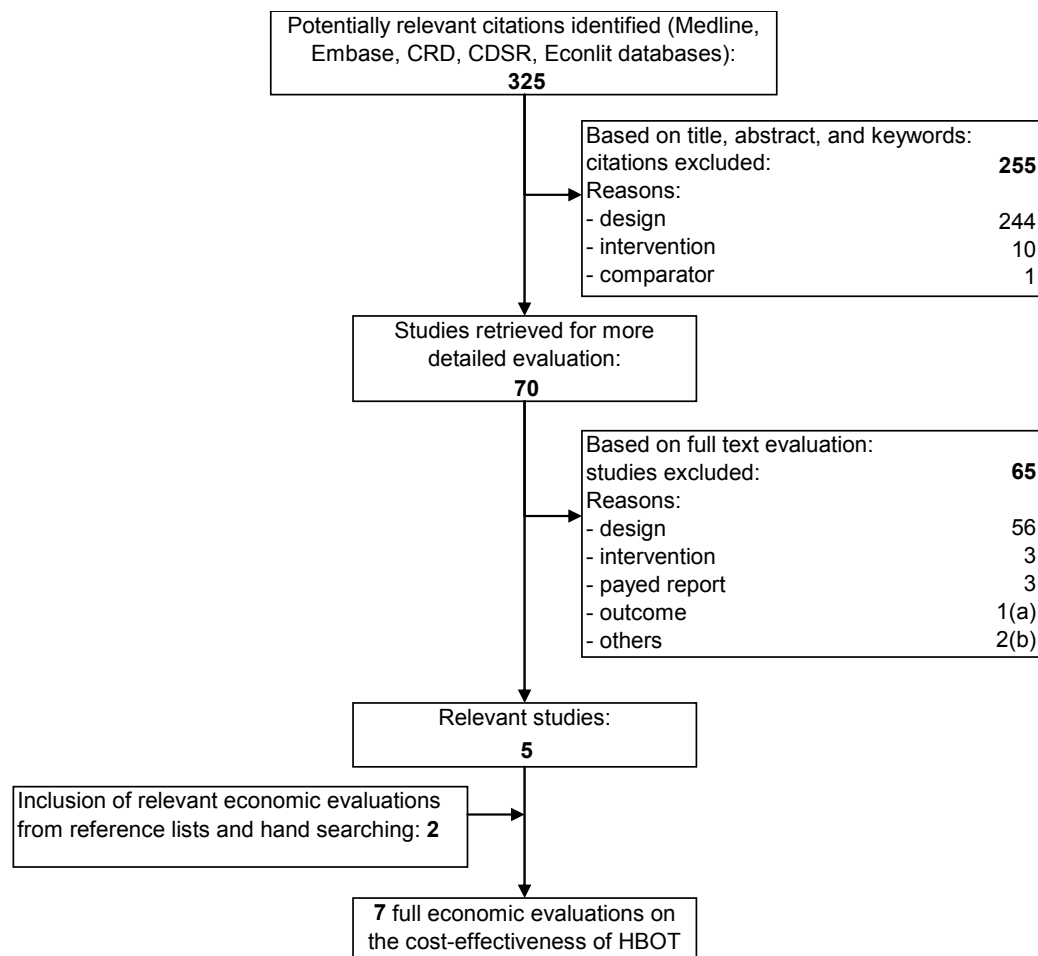 Potentially relevant citations identified (Medline,
Embase, CRD, CDSR, Econlit databases):
325
Based on title, abstract, and keywords:
citations excluded: 255
Reasons:
- design 244
- intervention 10
- comparator 1
Studies retrieved for more
detailed evaluation:
70
Based on full text evaluation:
studies excluded: 65
Reasons:
- design 56
- intervention 3
- payed report 3
- outcome 1(a)
- others 2(b)
Relevant studies:
5
Inclusion of relevant economic evaluations
from reference lists and hand searching: 2
7 full economic evaluations on
the cost-effectiveness of HBOT